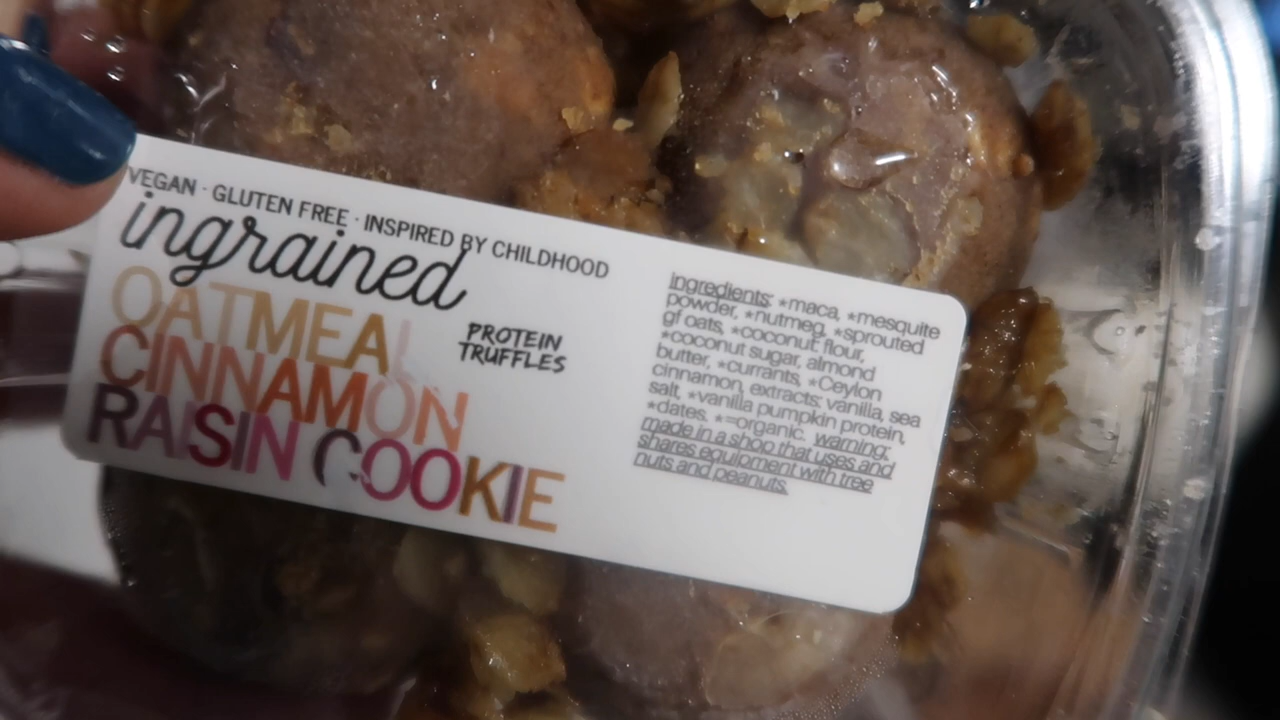 VEGAN · GLUTEN FREE · INSPIRED BY CHILDHOOD
ingrained
OATMEAL
CINNAMON
RAISIN COOKIE
PROTEIN
TRUFFLES
ingredients: *maca, *mesquite
powder, *nutmeg, *sprouted
gf oats, *coconut flour,
*coconut sugar, almond
butter, *currants, *Ceylon
cinnamon, extracts: vanilla, sea
salt, *vanilla pumpkin protein,
*dates. *=organic. warning:
made in a shop that uses and
shares equipment with tree
nuts and peanuts.